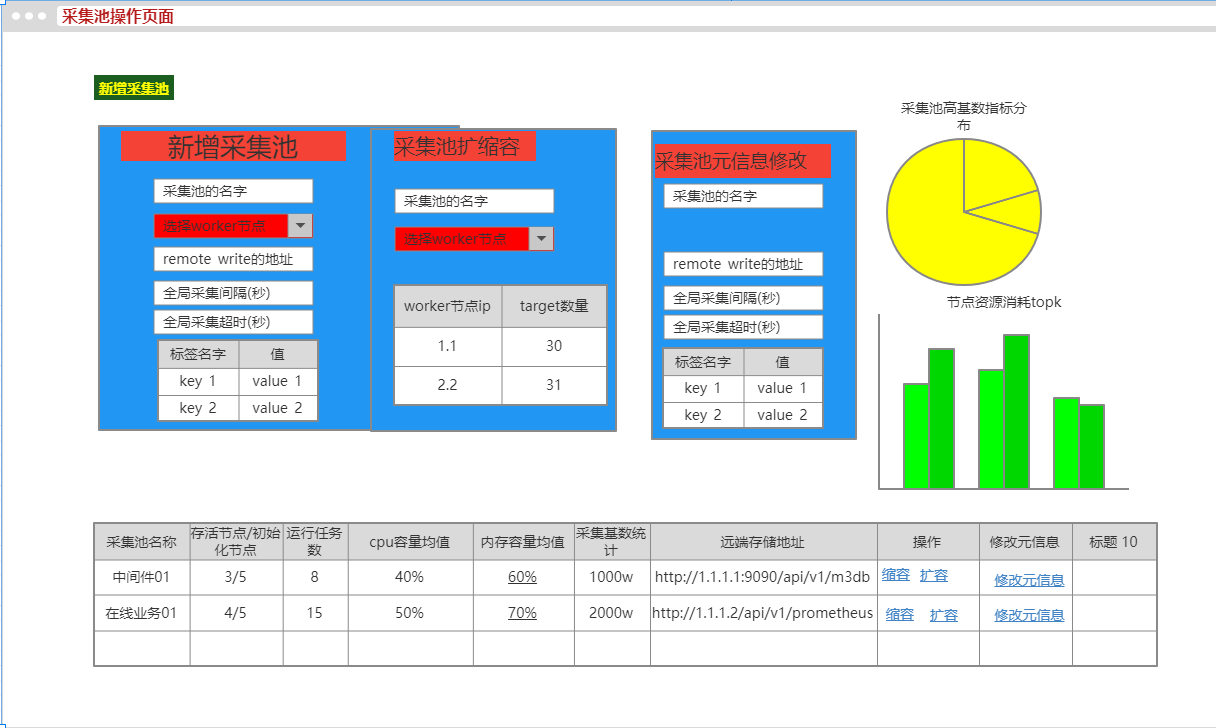 采集池操作页面
新增采集池
新增采集池
采集池的名字
选择worker节点
remote write的地址
全局采集间隔(秒)
全局采集超时(秒)
标签名字 值
key 1 value 1
key 2 value 2
采集池扩缩容
采集池的名字
选择worker节点
worker节点ip target数量
1.1 30
2.2 31
采集池元信息修改
采集池的名字
remote write的地址
全局采集间隔(秒)
全局采集超时(秒)
标签名字 值
key 1 value 1
key 2 value 2
采集池高基数指标分
布
节点资源消耗topk
采集池名称 存活节点/初始化节点 运行任务数 cpu容量均值 内存容量均值 采集基数统计 远端存储地址 操作 修改元信息 标题 10
中间件01 3/5 8 40% 60% 1000w http://1.1.1.1:9090/api/v1/m3db 缩容 扩容 修改元信息
在线业务01 4/5 15 50% 70% 2000w http://1.1.1.2/api/v1/prometheus 缩容 扩容 修改元信息